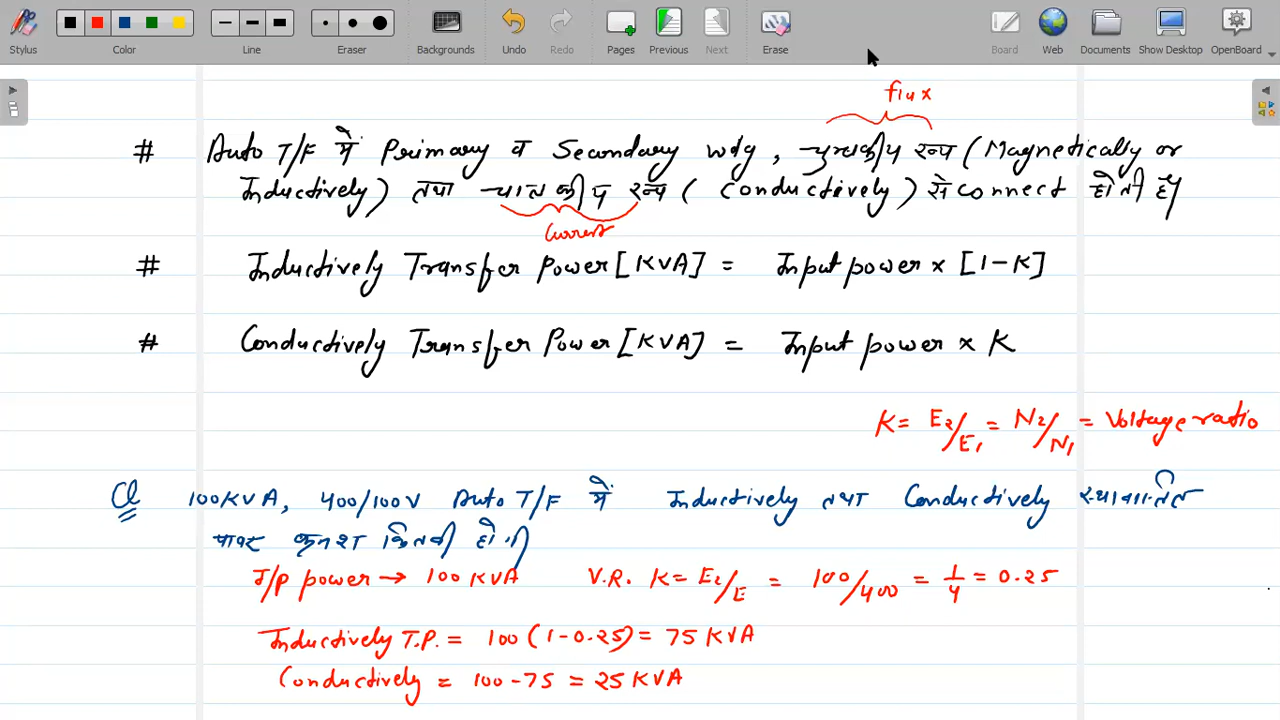 Stylus Color Line Eraser Backgrounds Undo Redo Pages Previous Next Erase Board Web Documents Show Desktop OpenBoard
flux
# Auto T/F में Primary व Secondary wdg, चुम्बकीय रूप (Magnetically or
Inductively) तथा चालकीय रूप (Conductively) से connect होती हैं
Current
# Inductively Transfer Power [KVA] = Input power × [1-K]
# Conductively Transfer Power [KVA] = Input power × K
K = E2/E1 = N2/N1 = Voltage ratio
Q 100KVA, 400/100V Auto T/F में Inductively तथा Conductively स्थानान्तरित
पावर क्रमशः कितनी होगी
I/P power → 100 KVA V.R. K = E2/E = 100/400 = 1/4 = 0.25
Inductively T.P. = 100 (1-0.25) = 75 KVA
Conductively = 100-75 = 25 KVA